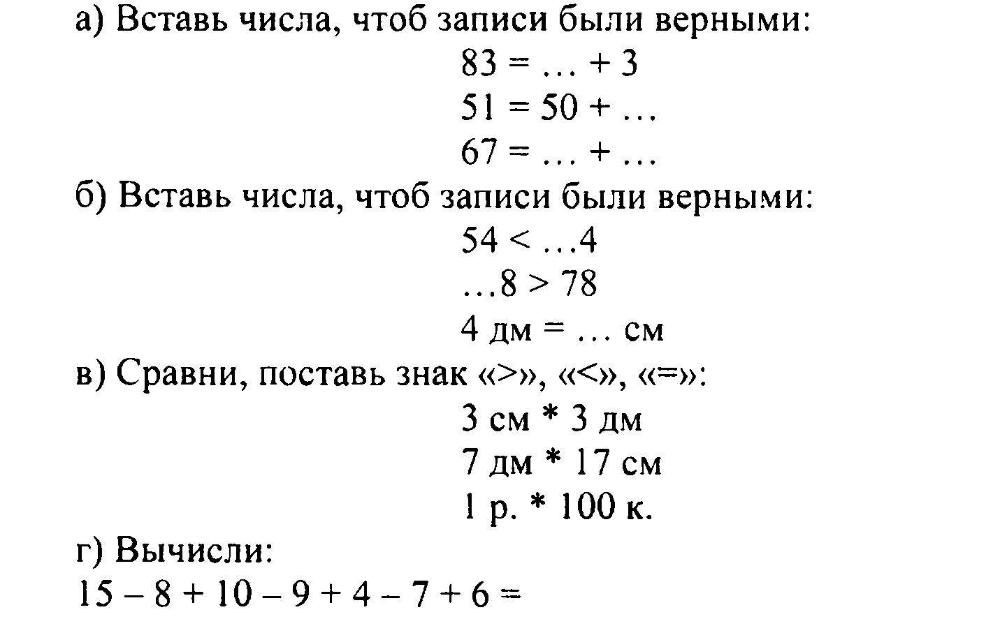 а) Вставь числа, чтоб записи были верными:
83 = … + 3
51 = 50 + …
67 = … + …
б) Вставь числа, чтоб записи были верными:
54 < …4
…8 > 78
4 дм = … см
в) Сравни, поставь знак «>», «<», «=»:
3 см * 3 дм
7 дм * 17 см
1 р. * 100 к.
г) Вычисли:
15 – 8 + 10 – 9 + 4 – 7 + 6 =